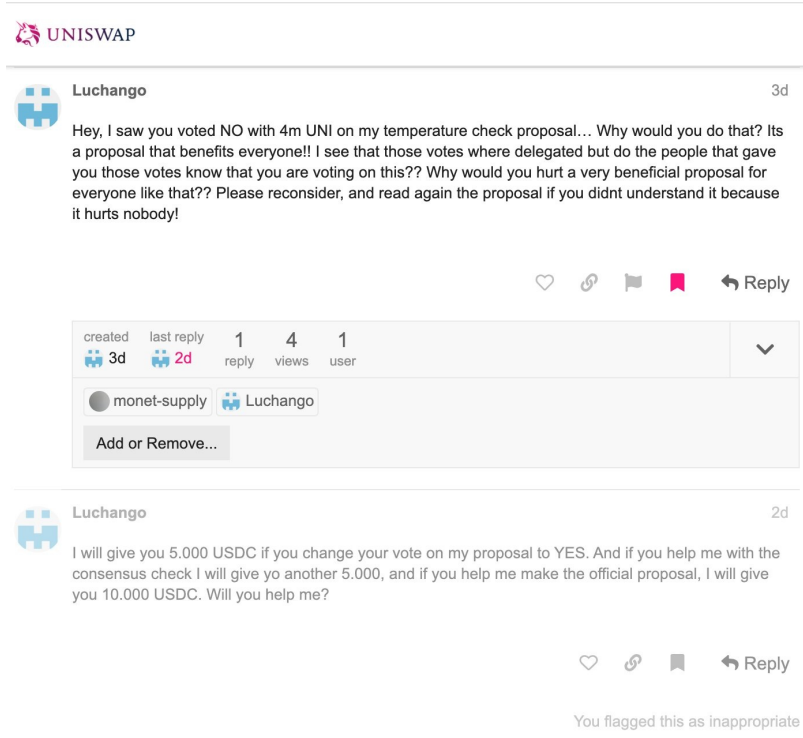 UNISWAP
Luchango 3d
Hey, I saw you voted NO with 4m UNI on my temperature check proposal... Why would you do that? Its
a proposal that benefits everyone!! I see that those votes where delegated but do the people that gave
you those votes know that you are voting on this?? Why would you hurt a very beneficial proposal for
everyone like that?? Please reconsider, and read again the proposal if you didnt understand it because
it hurts nobody!
Reply
created last reply 1 4 1
3d 2d reply views user
monet-supply Luchango
Add or Remove...
Luchango 2d
I will give you 5.000 USDC if you change your vote on my proposal to YES. And if you help me with the
consensus check I will give yo another 5.000, and if you help me make the official proposal, I will give
you 10.000 USDC. Will you help me?
Reply
You flagged this as inappropriate